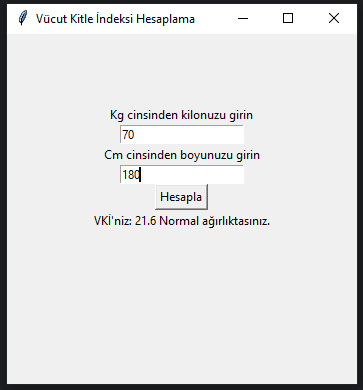 Vücut Kitle İndeksi Hesaplama
Kg cinsinden kilonuzu girin
70
Cm cinsinden boyunuzu girin
180
Hesapla
VKİ'niz: 21.6 Normal ağırlıktasınız.